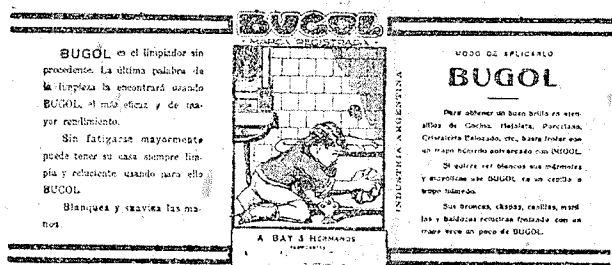 BUGOL es el limpiador sin
precedente. La última palabra de
la limpieza la encontrará usando
BUGOL, el más eficaz y de ma-
yor rendimiento.
Sin fatigarse mayormente
puede tener su casa siempre lim-
pia y reluciente usando para ello
BUGOL
Blanquea y suaviza las ma-
nos.
BUGOL
MARCA REGISTRADA
INDUSTRIA ARGENTINA
A BAY & HERMANOS
FABRICANTES
MODO DE APLICARLO
BUGOL
Para obtener un buen brillo en uten-
silios de Cocina, Hojalata, Porcelana,
Cristalería Enlozado, etc., basta frotar con
un trapo húmedo polvoreado con BUGOL.
Si quiere ver blancos sus mármoles
y mayólicas use BUGOL en un cepillo o
trapo húmedo.
Sus bronces, chapas, canillas, mani-
jas y baldozas relucirán frotando con un
trapo seco un poco de BUGOL.